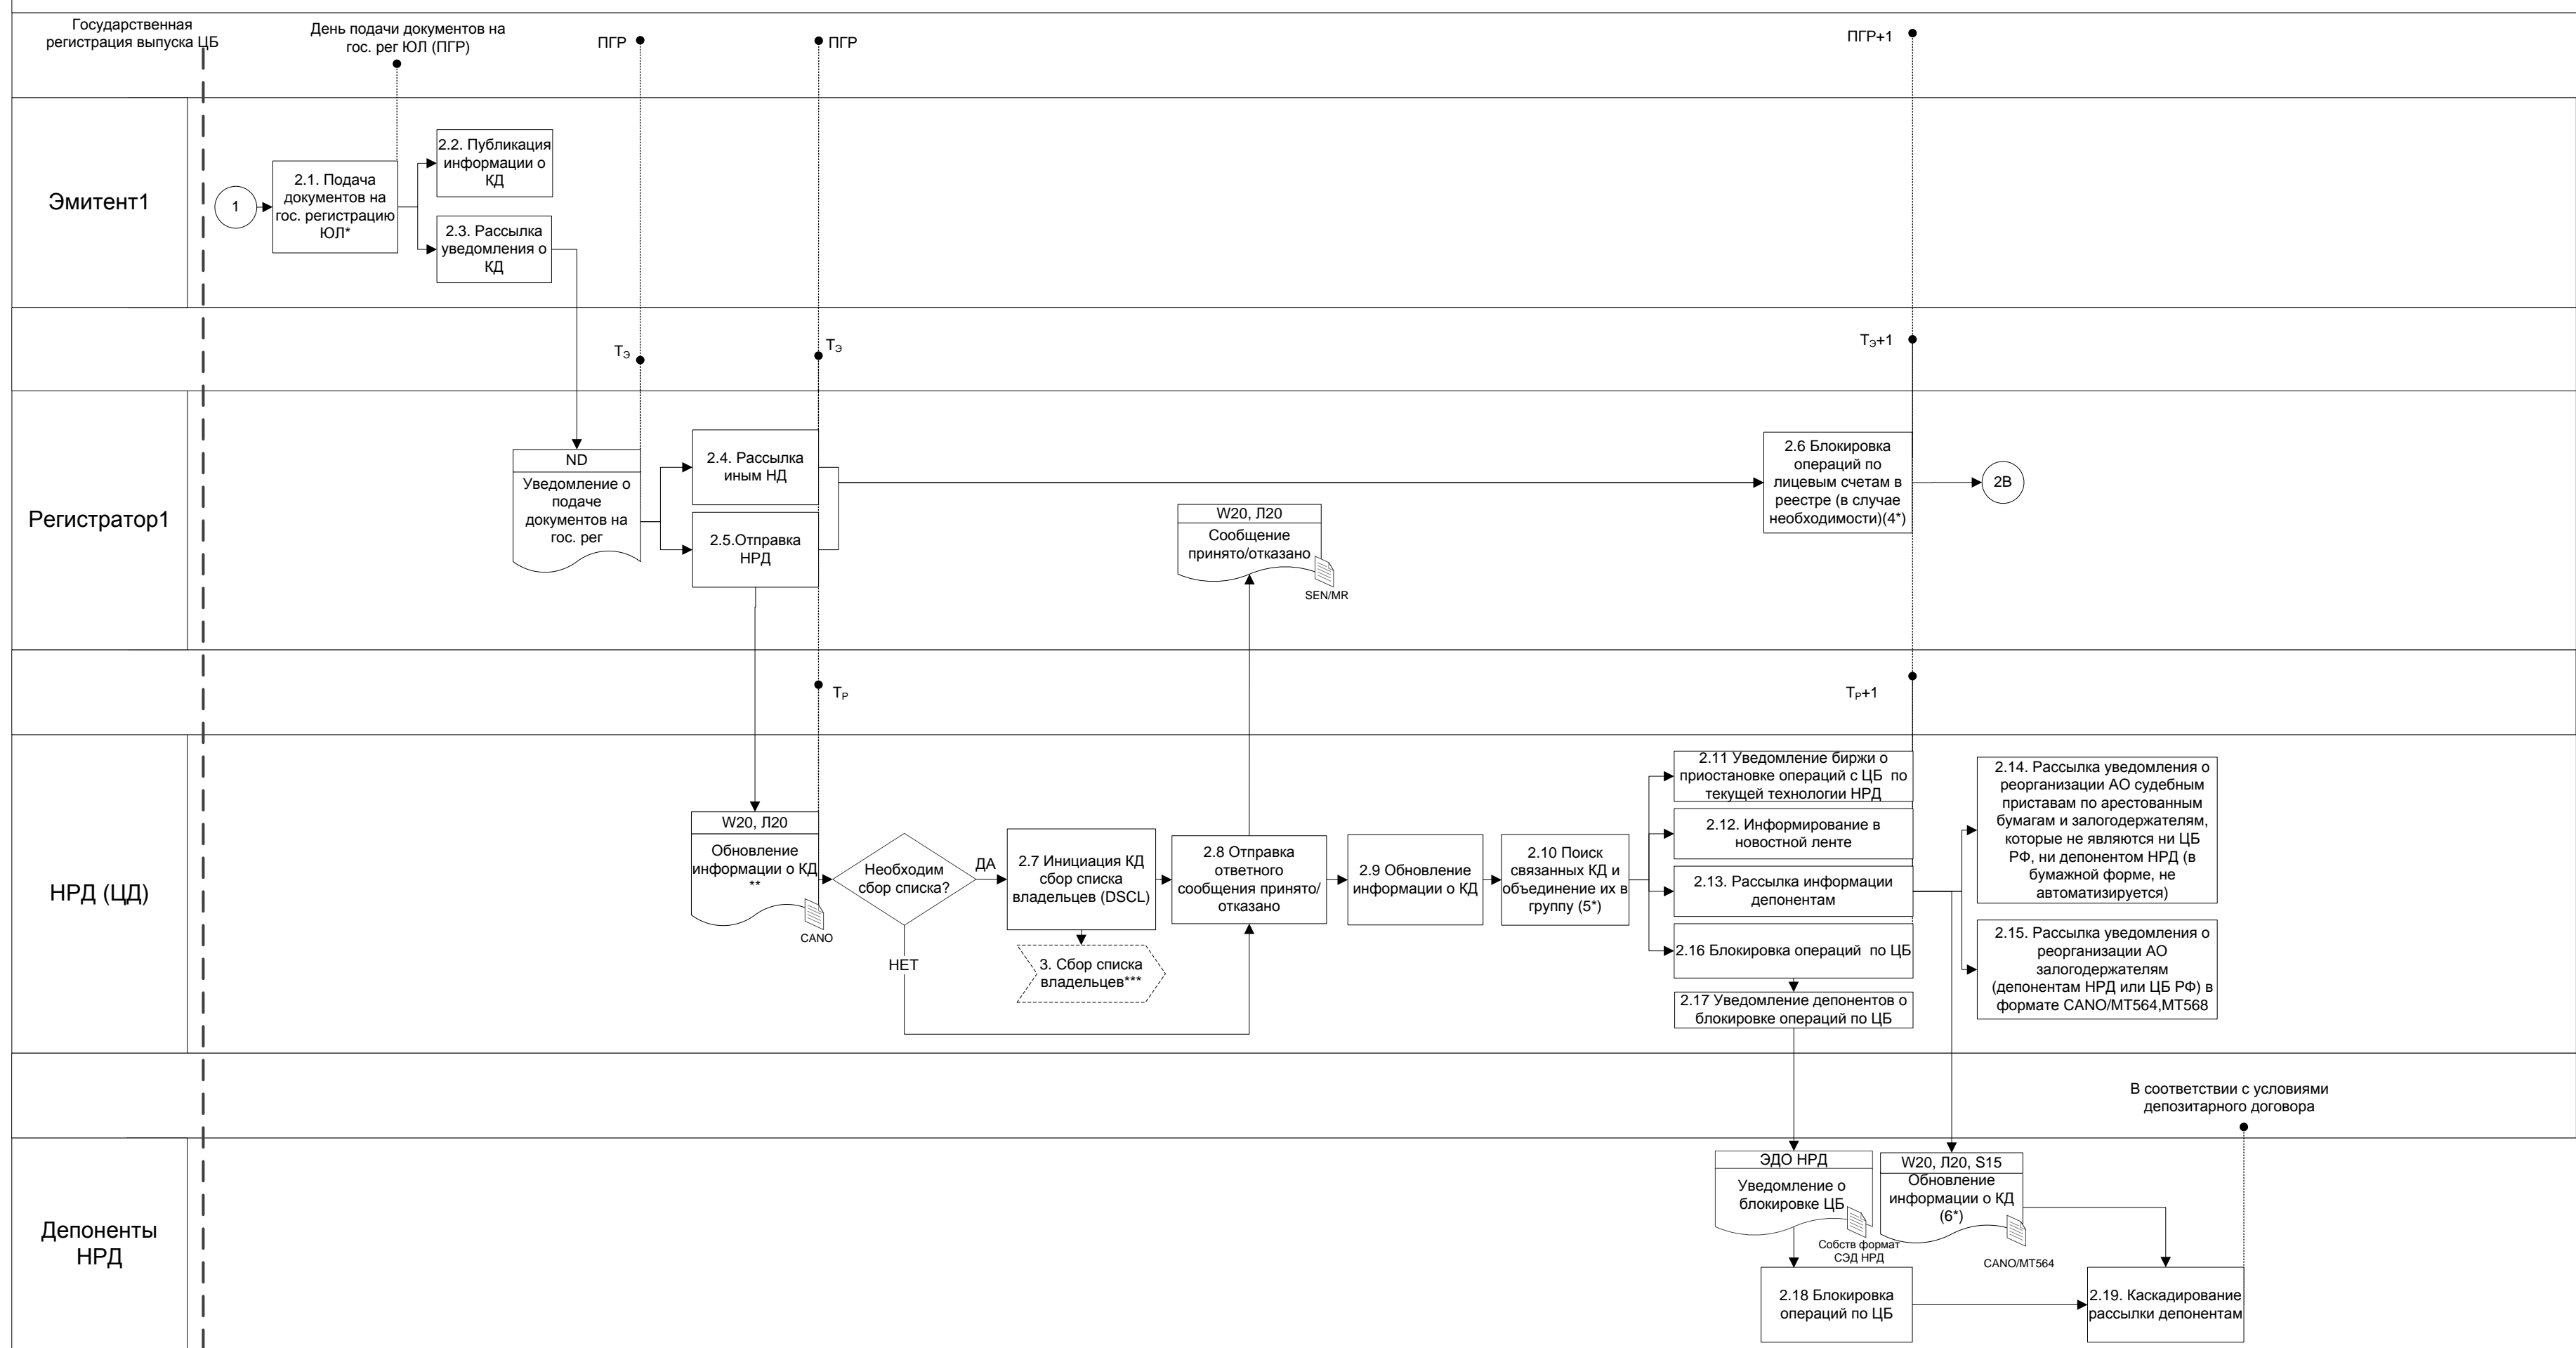 Государственная
регистрация выпуска ЦБ
День подачи документов на
гос. рег ЮЛ (ПГР)
ПГР
ПГР
ПГР+1
Эмитент1
1
2.1. Подача
документов на
гос. регистрацию
ЮЛ*
2.2. Публикация
информации о
КД
2.3. Рассылка
уведомления о
КД
TЭ
TЭ
TЭ+1
Регистратор1
ND
Уведомление о
подаче
документов на
гос. рег
2.4. Рассылка
иным НД
2.5.Отправка
НРД
W20, Л20
Сообщение
принято/отказано
SEN/MR
2.6 Блокировка
операций по
лицевым счетам в
реестре (в случае
необходимости)(4*)
2B
TР
TР+1
НРД (ЦД)
W20, Л20
Обновление
информации о КД
**
CANO
Необходим
сбор списка?
ДА
НЕТ
2.7 Инициация КД
сбор списка
владельцев (DSCL)
3. Сбор списка
владельцев***
2.8 Отправка
ответного
сообщения принято/
отказано
2.9 Обновление
информации о КД
2.10 Поиск
связанных КД и
объединение их в
группу (5*)
2.11 Уведомление биржи о
приостановке операций с ЦБ  по
текущей технологии НРД
2.12. Информирование в
новостной ленте
2.13. Рассылка информации
депонентам
2.16 Блокировка операций  по ЦБ
2.17 Уведомление депонентов о
блокировке операций по ЦБ
2.14. Рассылка уведомления о
реорганизации АО судебным
приставам по арестованным
бумагам и залогодержателям,
которые не являются ни ЦБ
РФ, ни депонентом НРД (в
бумажной форме, не
автоматизируется)
2.15. Рассылка уведомления о
реорганизации АО
залогодержателям
(депонентам НРД или ЦБ РФ) в
формате CANO/MT564,MT568
В соответствии с условиями
депозитарного договора
Депоненты
НРД
ЭДО НРД
Уведомление о
блокировке ЦБ
Собств формат
СЭД НРД
W20, Л20, S15
Обновление
информации о КД
(6*)
CANO/MT564
2.18 Блокировка
операций по ЦБ
2.19. Каскадирование
рассылки депонентам